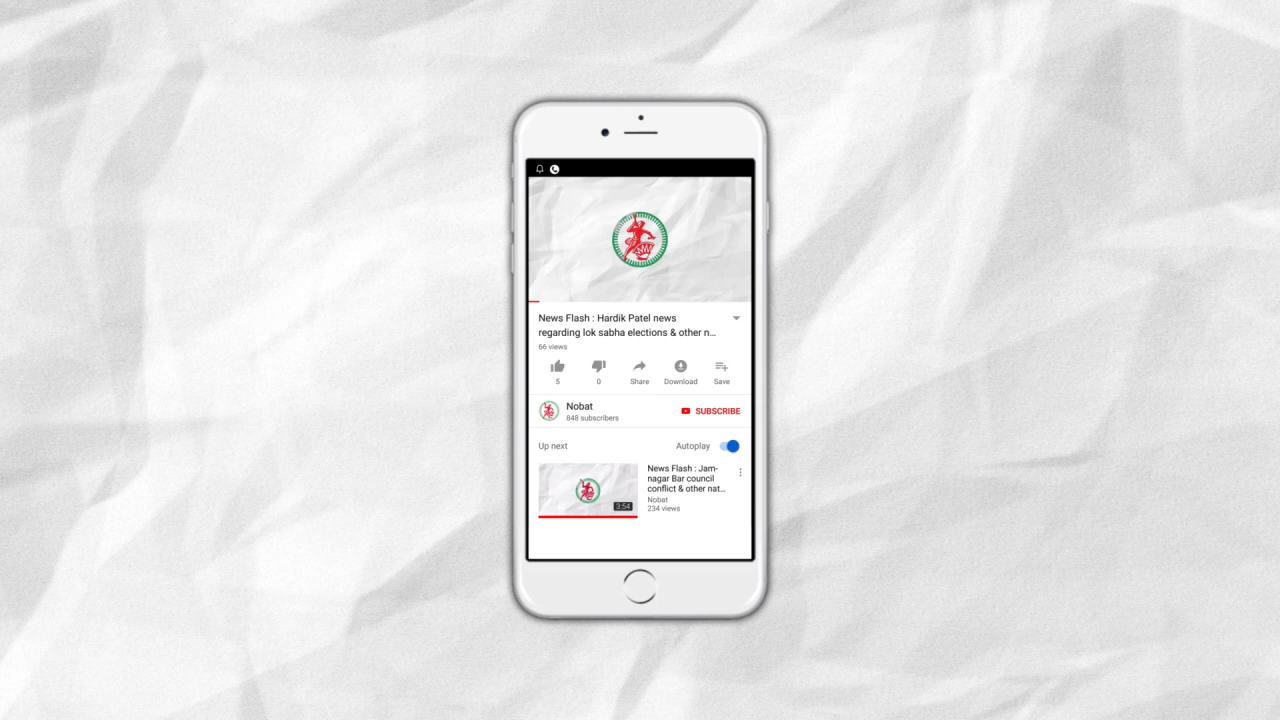 News Flash : Hardik Patel news
regarding lok sabha elections & other n...
66 views
5
0
Share
Download
Save
Nobat
848 subscribers
SUBSCRIBE
Up next
Autoplay
News Flash : Jam-
nagar Bar council
conflict & other nat...
Nobat
234 views
3:54